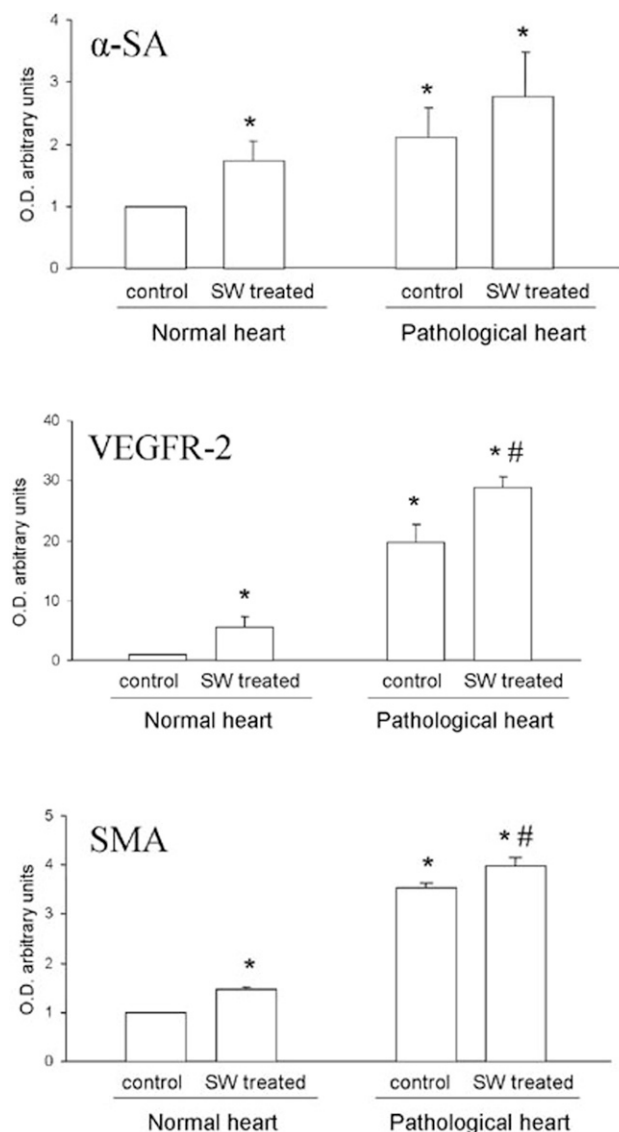 α-SA
O.D. arbitrary units
4
3
2
1
0
*
*
*
control SW treated control SW treated
Normal heart Pathological heart
VEGFR-2
O.D. arbitrary units
40
30
20
10
0
*
*
* #
control SW treated control SW treated
Normal heart Pathological heart
SMA
O.D. arbitrary units
5
4
3
2
1
0
*
*
* #
control SW treated control SW treated
Normal heart Pathological heart